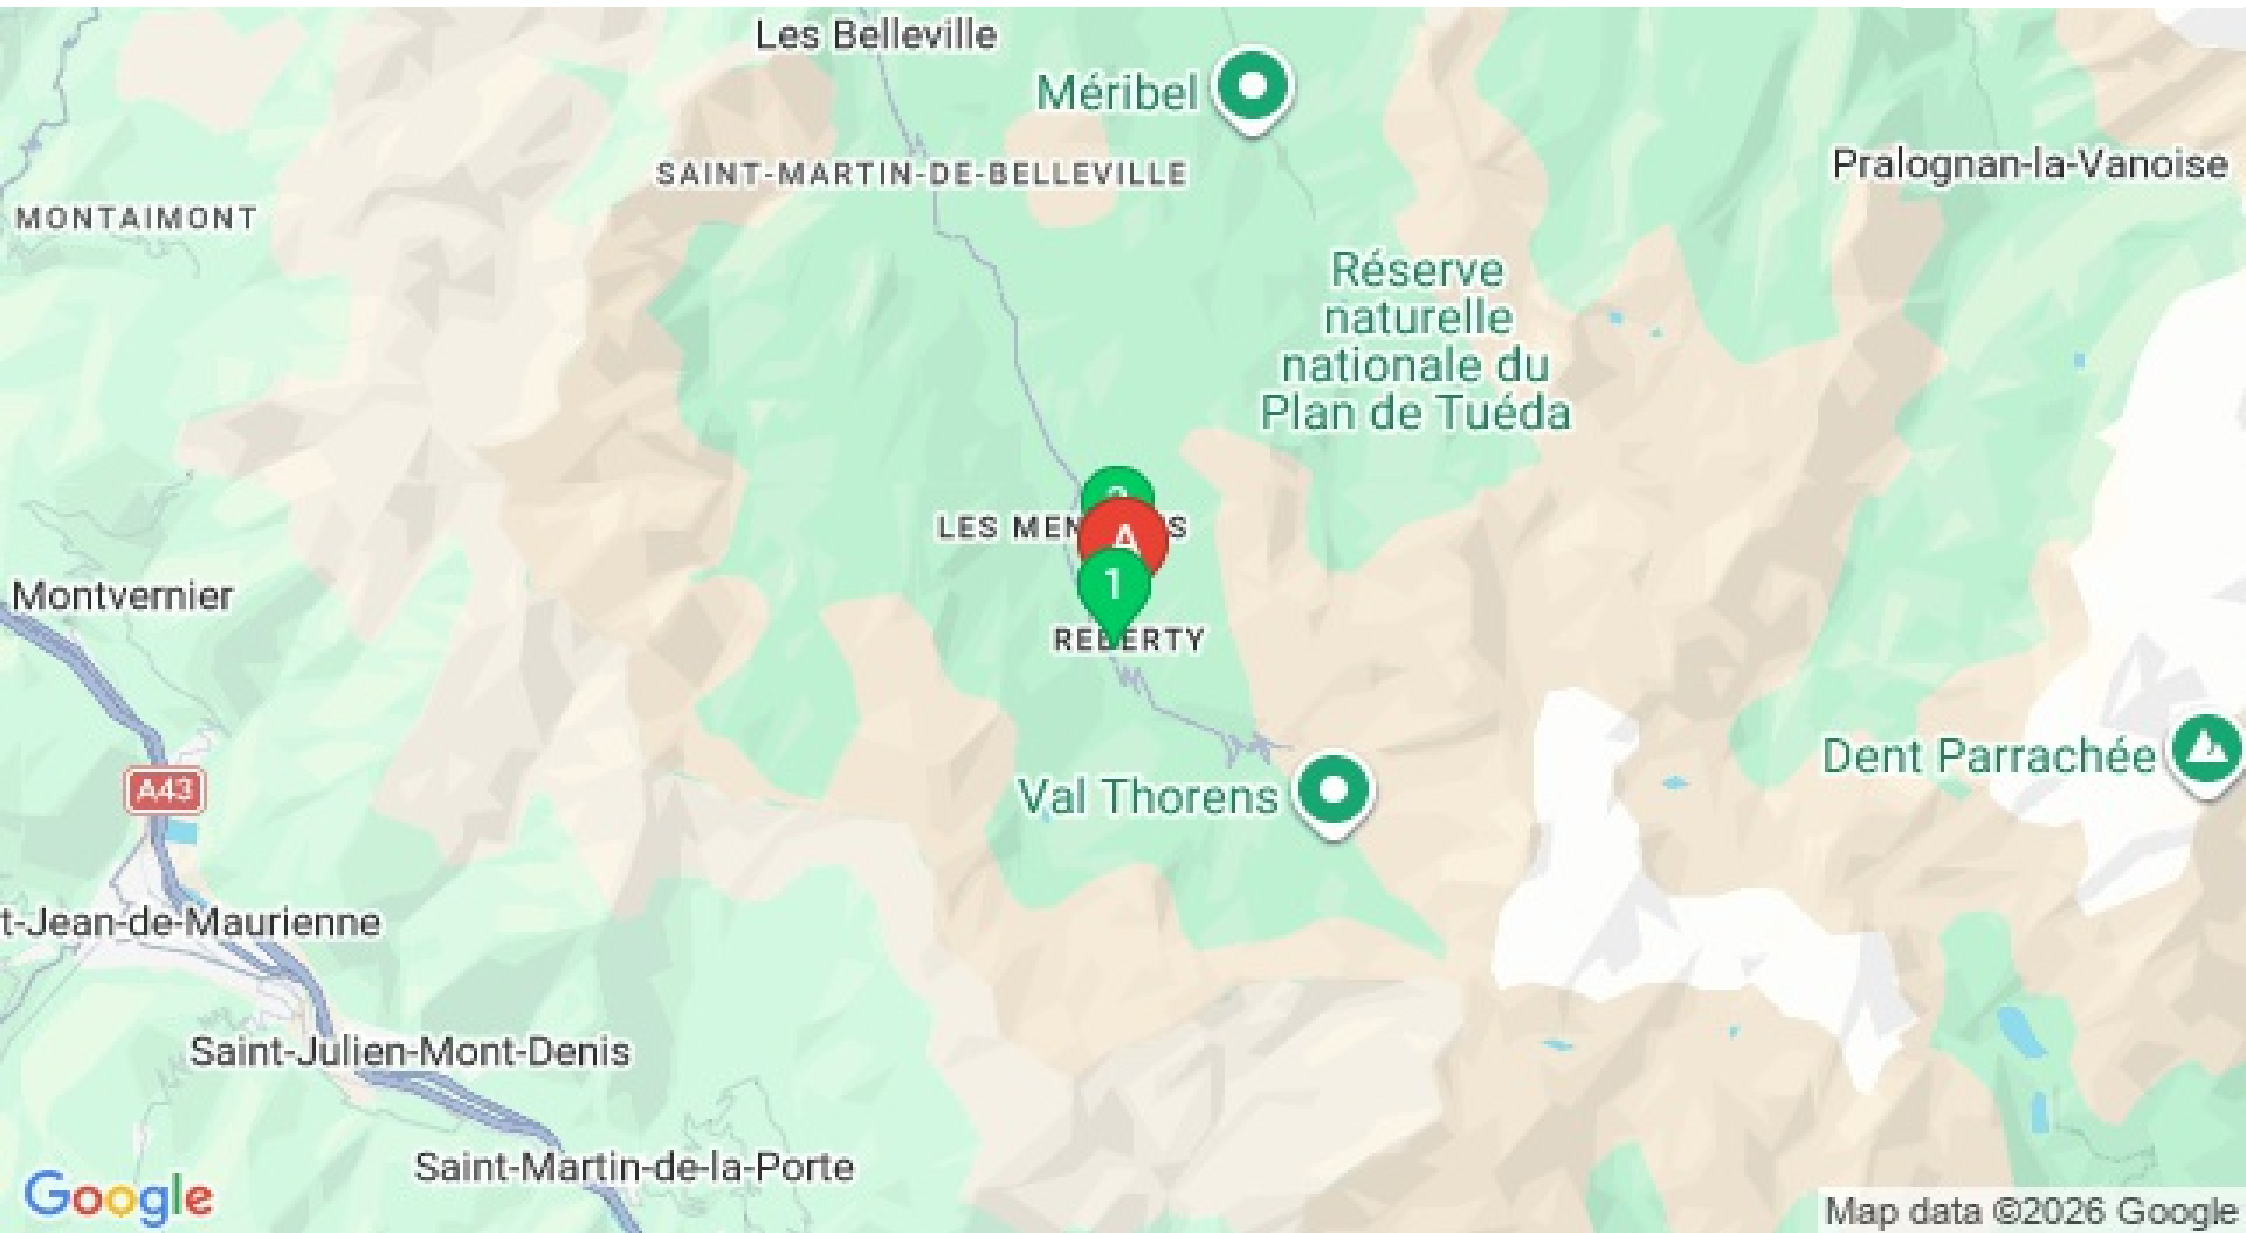 Les Belleville
Méribel
SAINT-MARTIN-DE-BELLEVILLE
Pralognan-la-Vanoise
MONTAIMONT
Réserve
naturelle
nationale du
Plan de Tuéda
A
1
Montvernier
Val Thorens
Dent Parrachée
A43
t-Jean-de-Maurienne
Saint-Julien-Mont-Denis
Saint-Martin-de-la-Porte
Google
Map data ©2026 Google